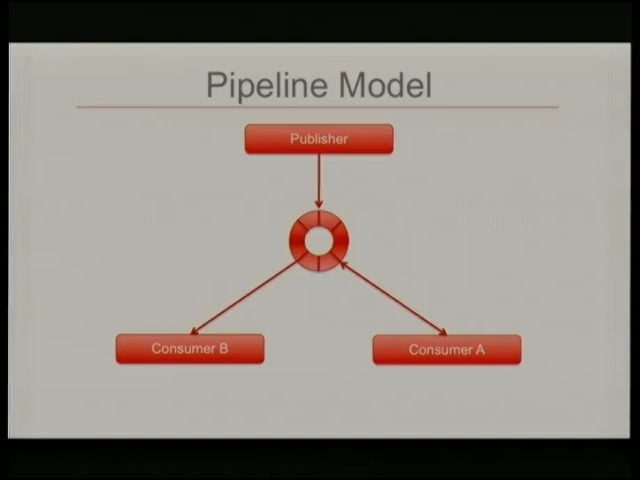 Pipeline Model
Publisher
Consumer B
Consumer A